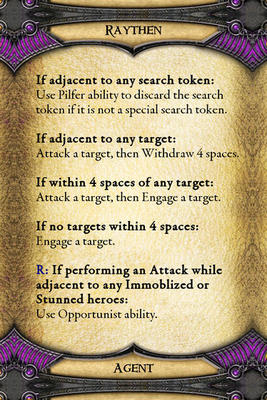 RAYTHEN
If adjacent to any search token:
Use Pilfer ability to discard the search
token if it is not a special search token.
If adjacent to any target:
Attack a target, then Withdraw 4 spaces.
If within 4 spaces of any target:
Attack a target, then Engage a target.
If no targets within 4 spaces:
Engage a target.
R: If performing an Attack while
adjacent to any Immoblized or
Stunned heroes:
Use Opportunist ability.
AGENT